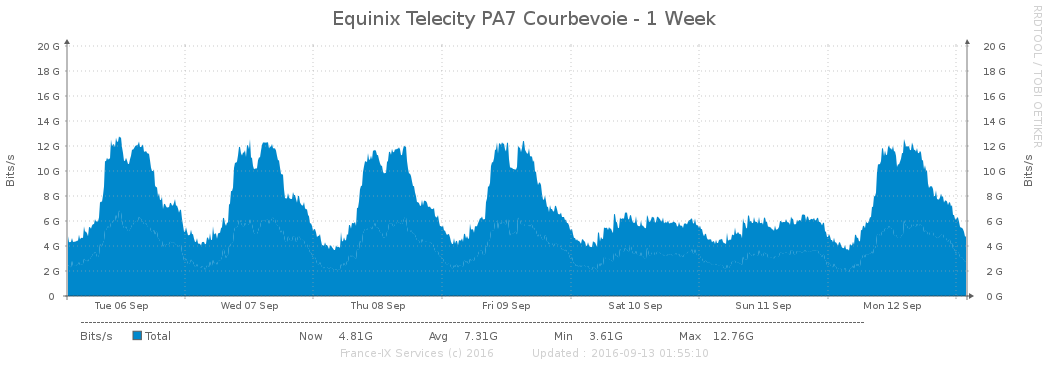 Equinix Telecity PA7 Courbevoie - 1 Week
RRDTOOL / TOBI OETIKER
Bits/s
Bits/s
20 G 20 G
18 G 18 G
16 G 16 G
14 G 14 G
12 G 12 G
10 G 10 G
8 G 8 G
6 G 6 G
4 G 4 G
2 G 2 G
0 0 G
Tue 06 Sep Wed 07 Sep Thu 08 Sep Fri 09 Sep Sat 10 Sep Sun 11 Sep Mon 12 Sep
Bits/s Total Now 4.81G Avg 7.31G Min 3.61G Max 12.76G
France-IX Services (c) 2016 Updated : 2016-09-13 01:55:10